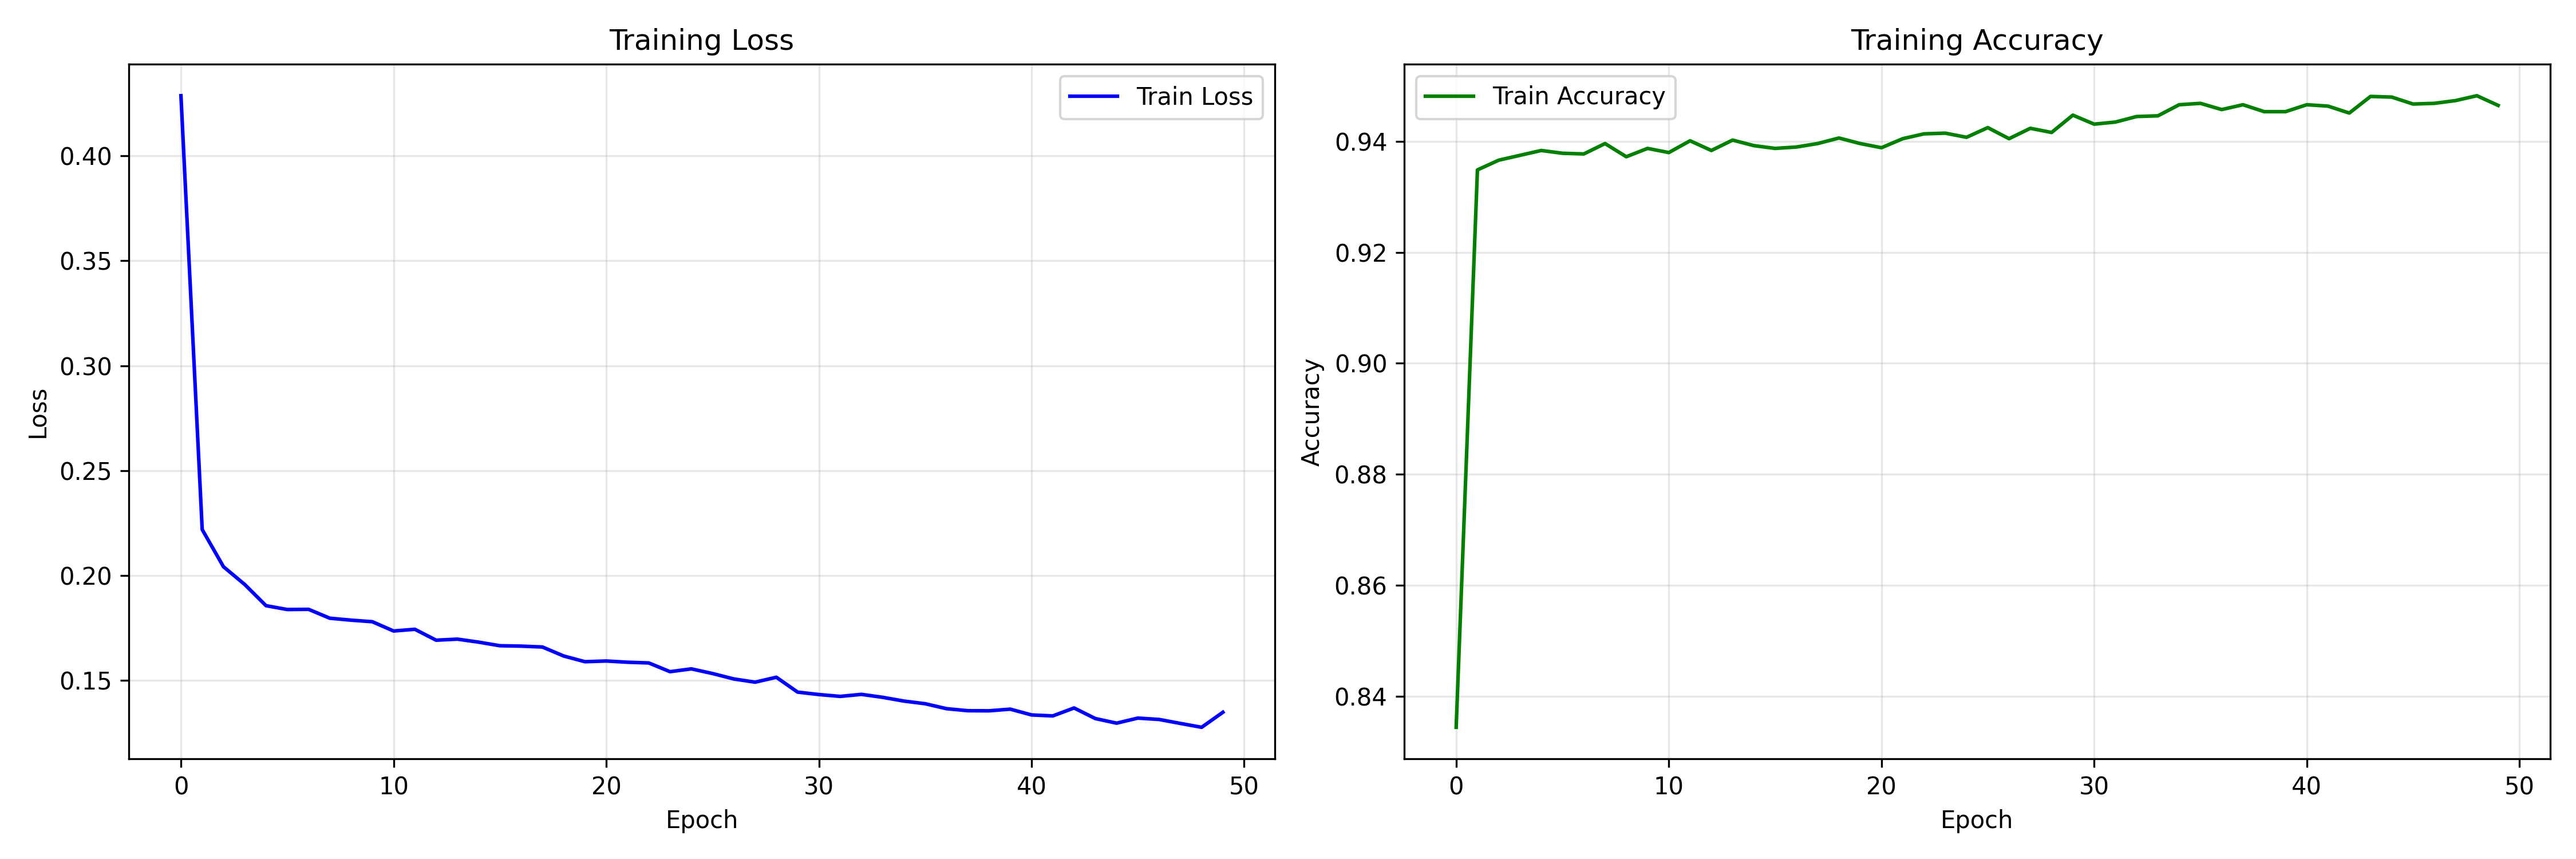 Training Loss
Train Loss
0.40
0.35
0.30
0.25
0.20
0.15
Loss
0 10 20 30 40 50
Epoch
Training Accuracy
Train Accuracy
0.94
0.92
0.90
0.88
0.86
0.84
Accuracy
0 10 20 30 40 50
Epoch